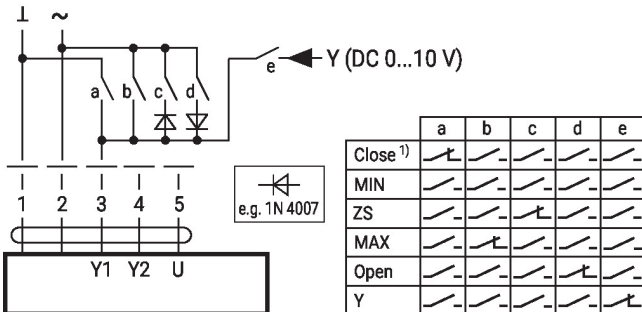 ⊥ ~
a b c d e Y (DC 0...10 V)
1 2 3 4 5
Y1 Y2 U
e.g. 1N 4007
a b c d e
Close 1)
MIN
ZS
MAX
Open
Y